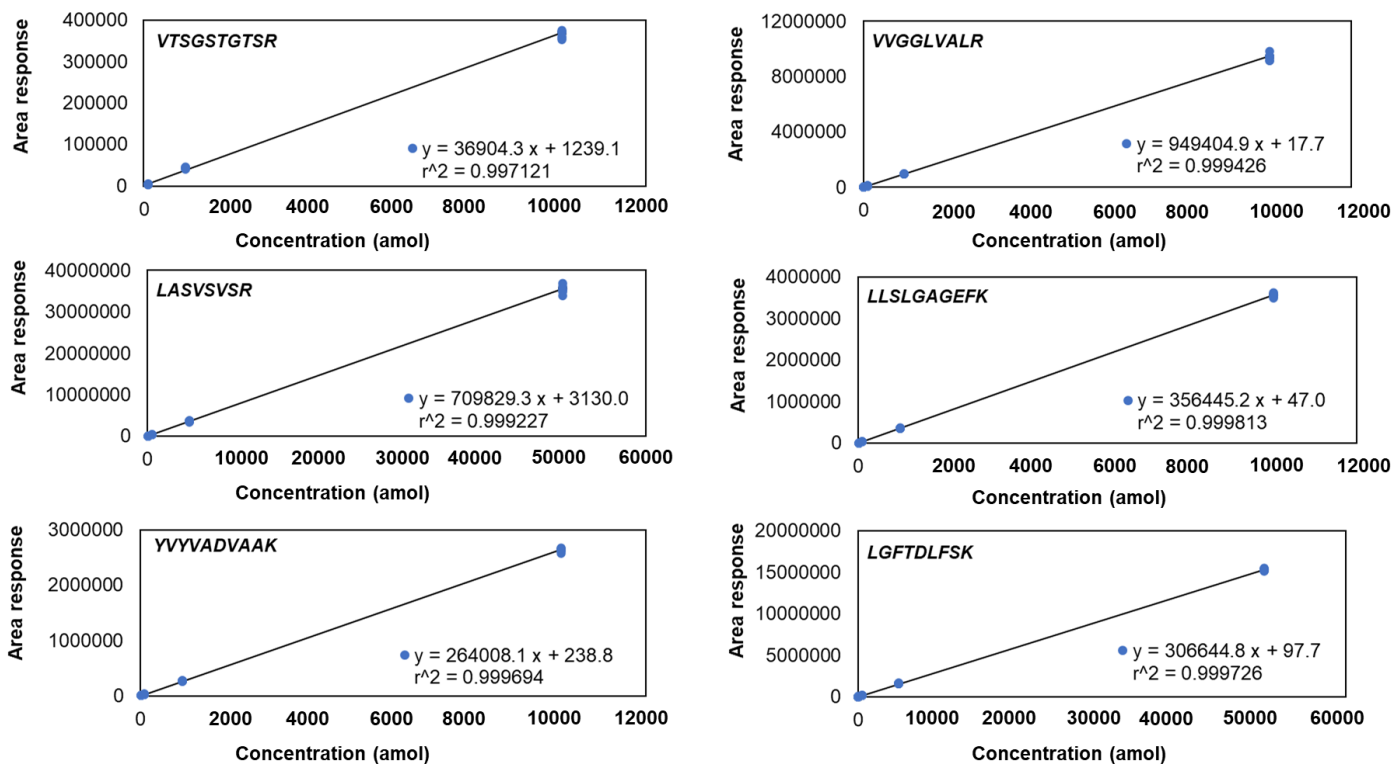 Area response
400000
300000
200000
100000
0
VTSGSTGTSR
y = 36904.3 x + 1239.1
r^2 = 0.997121
0 2000 4000 6000 8000 10000 12000
Concentration (amol)
Area response
12000000
8000000
4000000
0
VVGGLVALR
y = 949404.9 x + 17.7
r^2 = 0.999426
0 2000 4000 6000 8000 10000 12000
Concentration (amol)
Area response
40000000
30000000
20000000
10000000
0
LASVSVSR
y = 709829.3 x + 3130.0
r^2 = 0.999227
0 10000 20000 30000 40000 50000 60000
Concentration (amol)
Area response
4000000
3000000
2000000
1000000
0
LLSLGAGEFK
y = 356445.2 x + 47.0
r^2 = 0.999813
0 2000 4000 6000 8000 10000 12000
Concentration (amol)
Area response
3000000
2000000
1000000
0
YVYVADVAAK
y = 264008.1 x + 238.8
r^2 = 0.999694
0 2000 4000 6000 8000 10000 12000
Concentration (amol)
Area response
20000000
15000000
10000000
5000000
0
LGFTDLFSK
y = 306644.8 x + 97.7
r^2 = 0.999726
0 10000 20000 30000 40000 50000 60000
Concentration (amol)